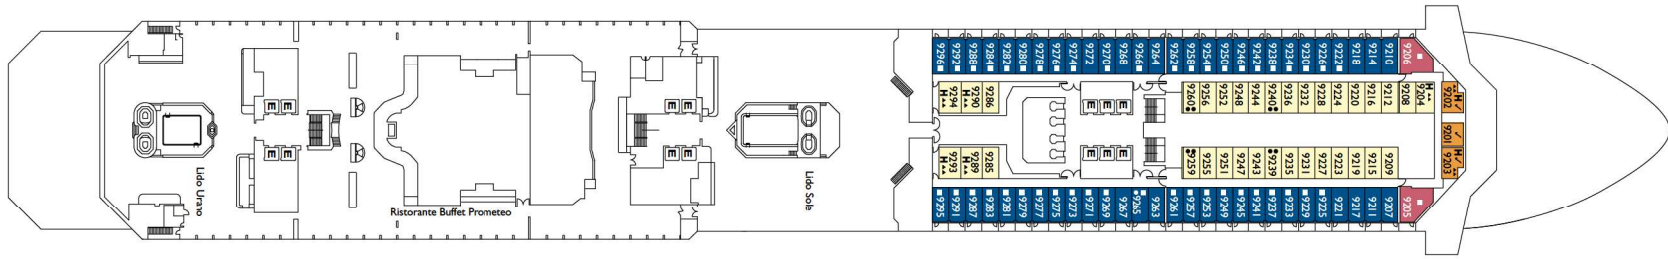 Lido Urano
Ristorante Buffet Prometeo
Lido Sole
E E
E E
E E
E E
E E E
E E E
9296 9292 9288 9284 9282 9280 9278 9276 9274 9272 9270 9268 9266 9264 9262 9258 9254 9250 9246 9242 9238 9234 9230 9226 9222 9218 9214 9210 9206
H 9294 H 9290 9286
9260 9256 9252 9248 9244 9240 9236 9232 9228 9224 9220 9216 9212 9208 H 9204
H 9202
9201
H 9203
H 9293 H 9289 9285
9259 9255 9251 9247 9243 9239 9235 9231 9227 9223 9219 9215 9209
9295 9291 9287 9283 9281 9279 9277 9275 9273 9271 9269 9267 9265 9263 9261 9257 9253 9249 9245 9241 9237 9233 9229 9225 9221 9217 9211 9207 9205